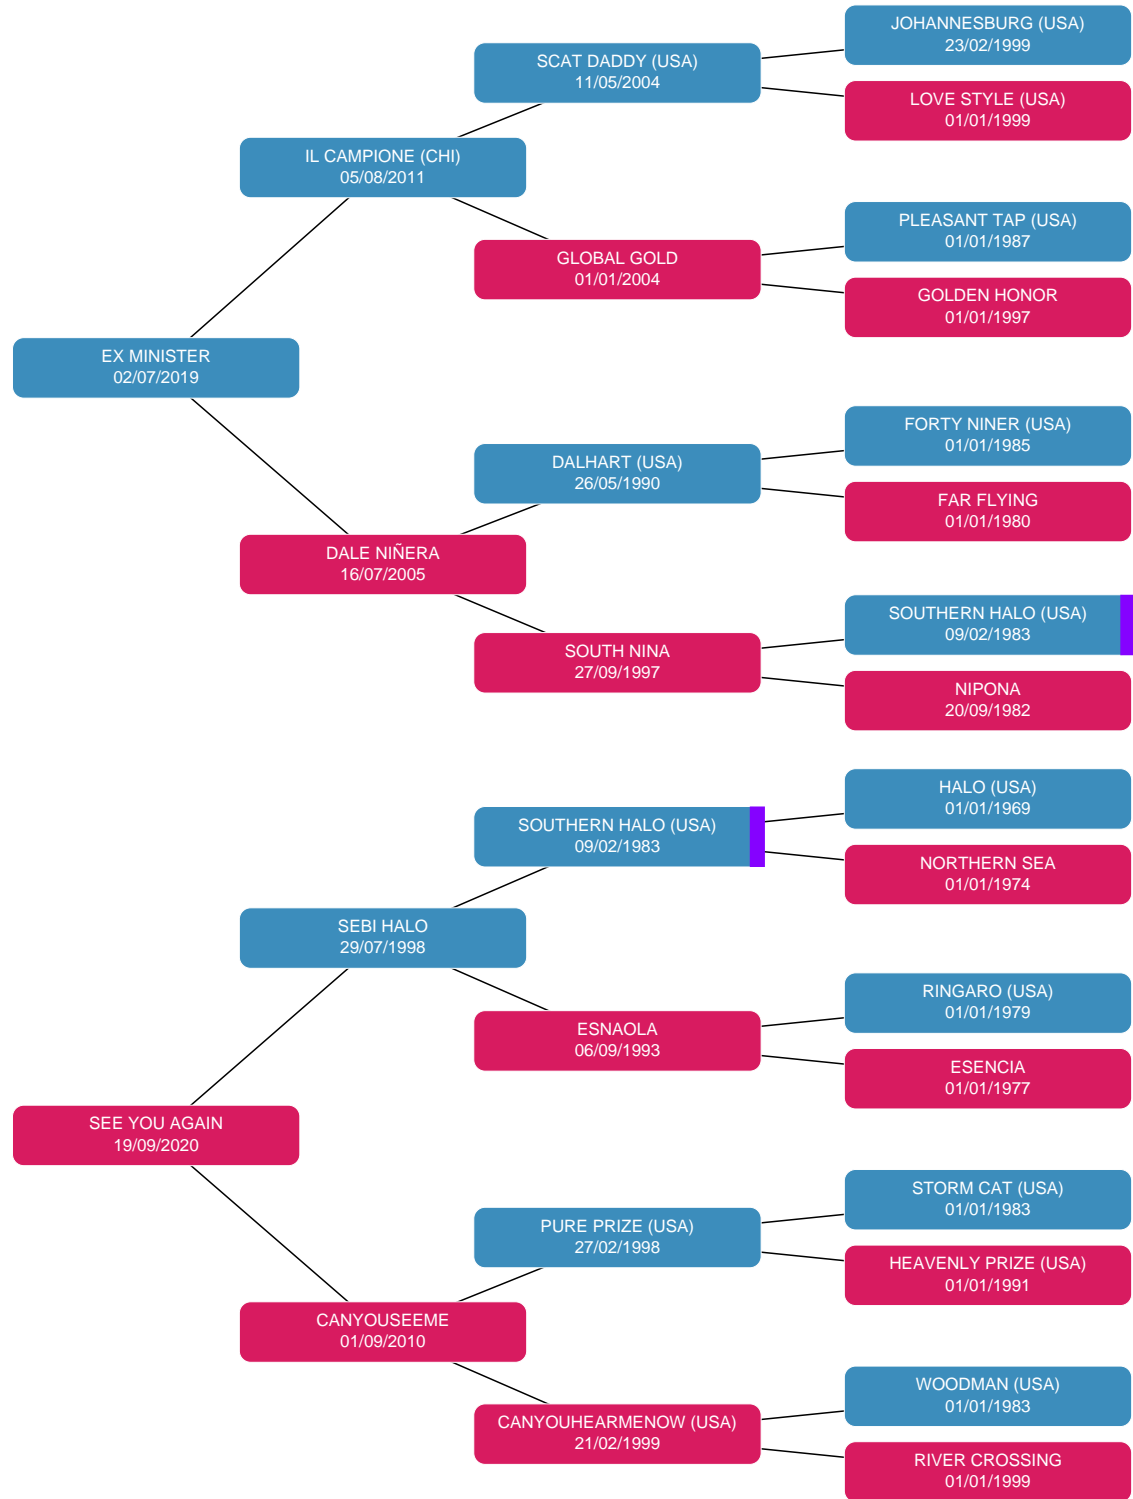 JOHANNESBURG (USA)
23/02/1999
SCAT DADDY (USA)
11/05/2004
LOVE STYLE (USA)
01/01/1999
IL CAMPIONE (CHI)
05/08/2011
PLEASANT TAP (USA)
01/01/1987
GLOBAL GOLD
01/01/2004
GOLDEN HONOR
01/01/1997
EX MINISTER
02/07/2019
FORTY NINER (USA)
01/01/1985
DALHART (USA)
26/05/1990
FAR FLYING
01/01/1980
DALE NIÑERA
16/07/2005
SOUTHERN HALO (USA)
09/02/1983
SOUTH NINA
27/09/1997
NIPONA
20/09/1982
HALO (USA)
01/01/1969
SOUTHERN HALO (USA)
09/02/1983
NORTHERN SEA
01/01/1974
SEBI HALO
29/07/1998
RINGARO (USA)
01/01/1979
ESNAOLA
06/09/1993
ESENCIA
01/01/1977
SEE YOU AGAIN
19/09/2020
STORM CAT (USA)
01/01/1983
PURE PRIZE (USA)
27/02/1998
HEAVENLY PRIZE (USA)
01/01/1991
CANYOUSEEME
01/09/2010
WOODMAN (USA)
01/01/1983
CANYOUHEARMENOW (USA)
21/02/1999
RIVER CROSSING
01/01/1999